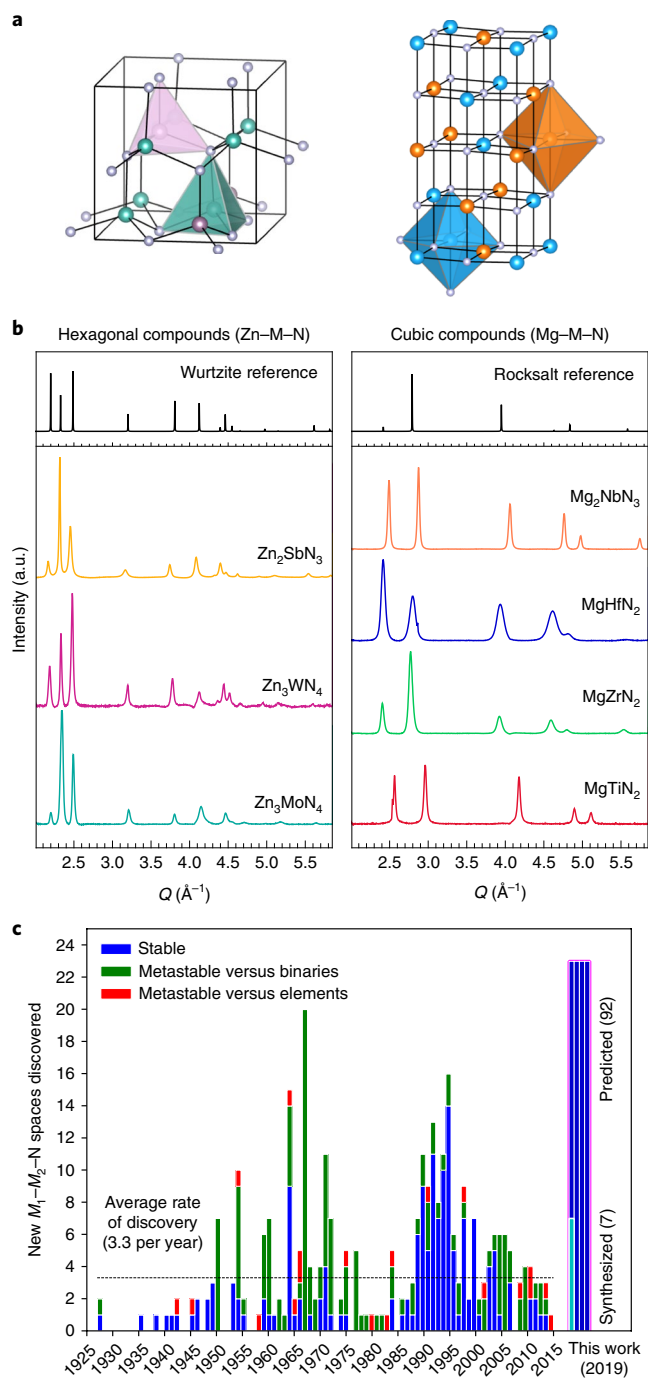 a
b
Hexagonal compounds (Zn–M–N)
Cubic compounds (Mg–M–N)
Wurtzite reference
Rocksalt reference
Zn2SbN3
Zn3WN4
Zn3MoN4
Mg2NbN3
MgHfN2
MgZrN2
MgTiN2
Intensity (a.u.)
2.5 3.0 3.5 4.0 4.5 5.0
2.5 3.0 3.5 4.0 4.5 5.0 5.5
Q (Å−1)
Q (Å−1)
c
24
22
20
18
16
14
12
10
8
6
4
2
0
New M1–M2–N spaces discovered
Stable
Metastable versus binaries
Metastable versus elements
Average rate
of discovery
(3.3 per year)
Predicted (92)
Synthesized (7)
1925 1930 1935 1940 1945 1950 1955 1960 1965 1970 1975 1980 1985 1990 1995 2000 2005 2010 2015
This work
(2019)